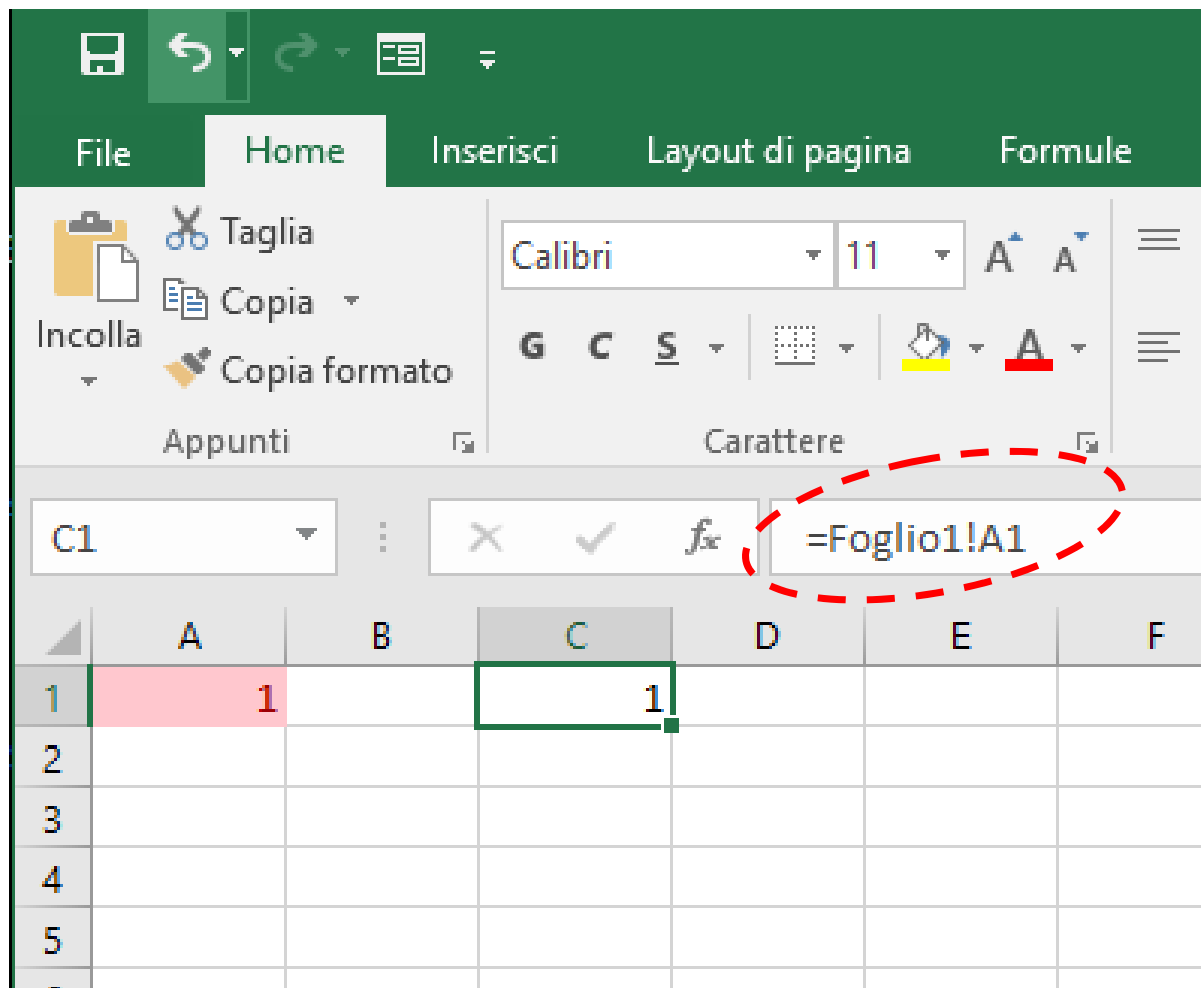 File Home Inserisci Layout di pagina Formule
Taglia
Calibri 11 A A
Copia
Incolla
G C S A
Copia formato
Appunti Carattere
C1 fx =Foglio1!A1
A B C D E F
1 1 1
2
3
4
5